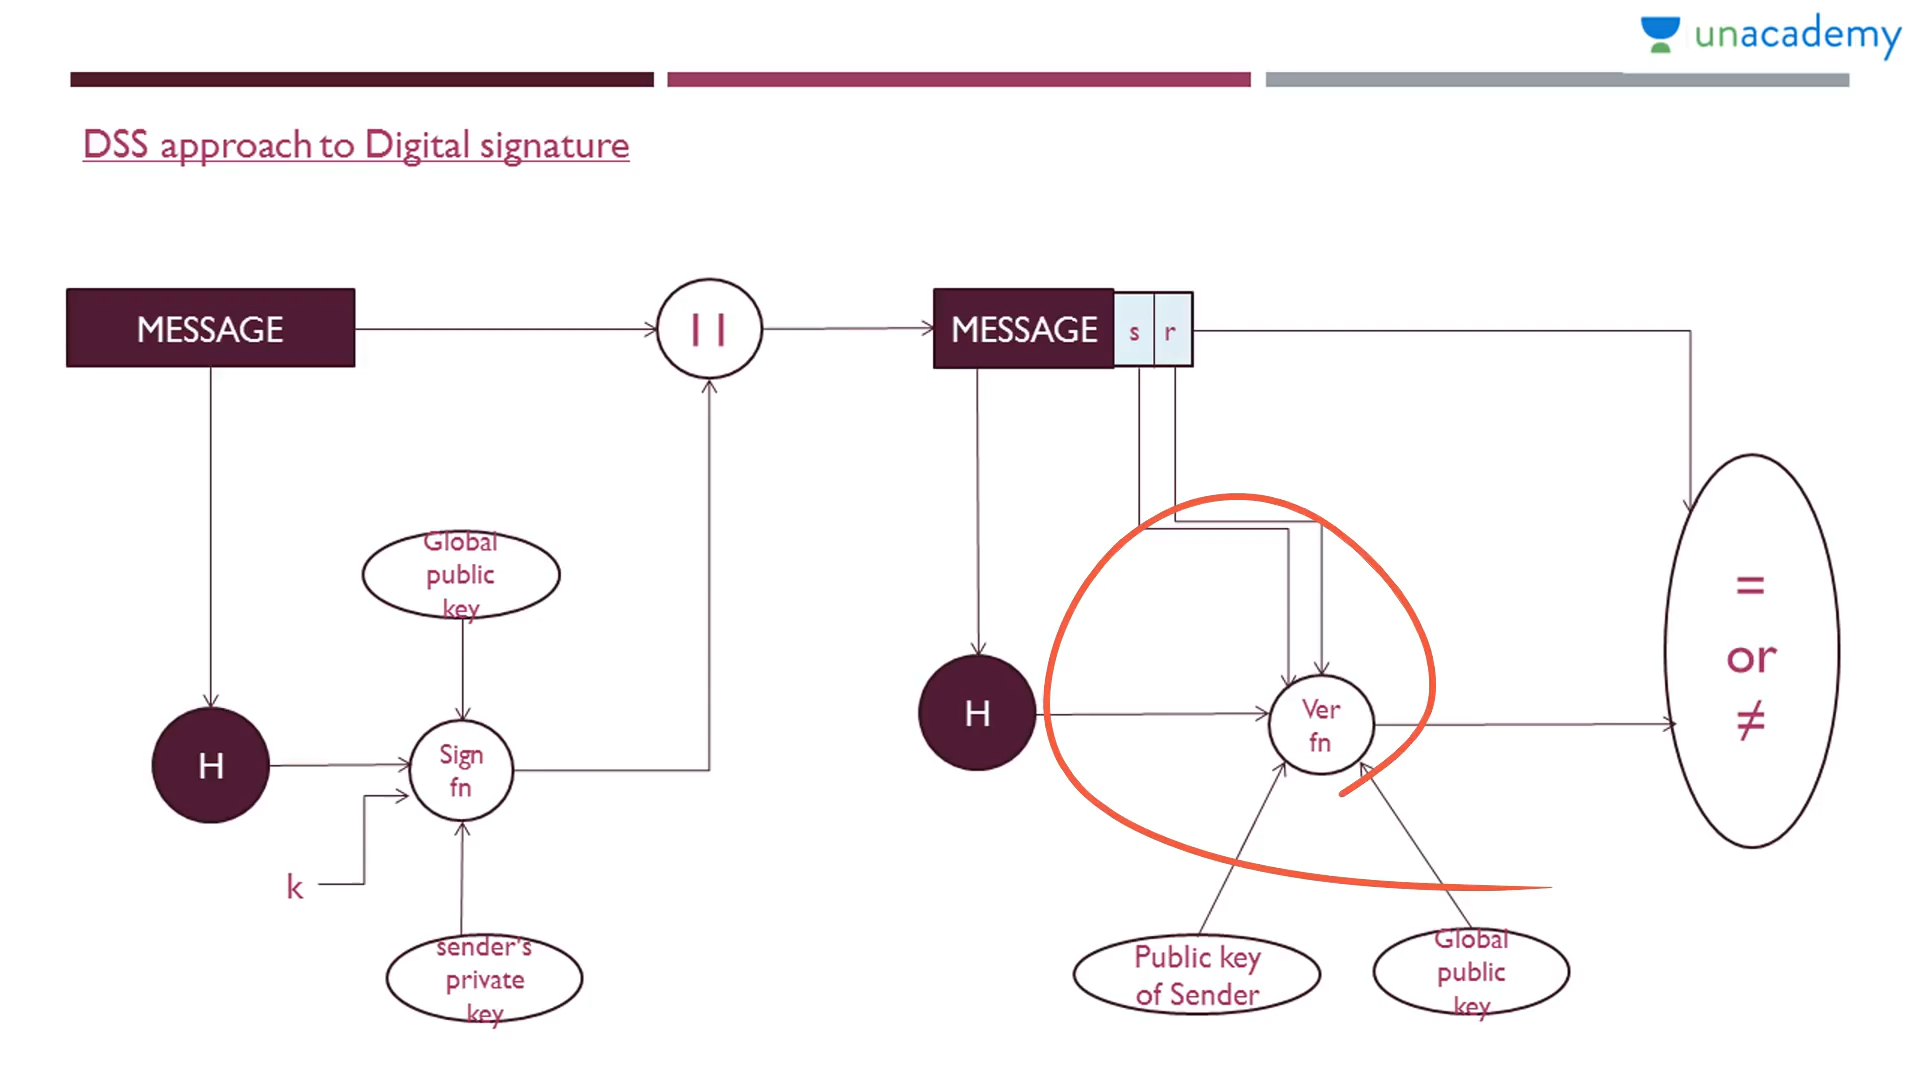 unacademy
DSS approach to Digital signature
MESSAGE
||
MESSAGE
s
r
Global
public
key
=
or
≠
H
Sign
fn
H
Ver
fn
k
sender's
private
key
Public key
of Sender
Global
public
key